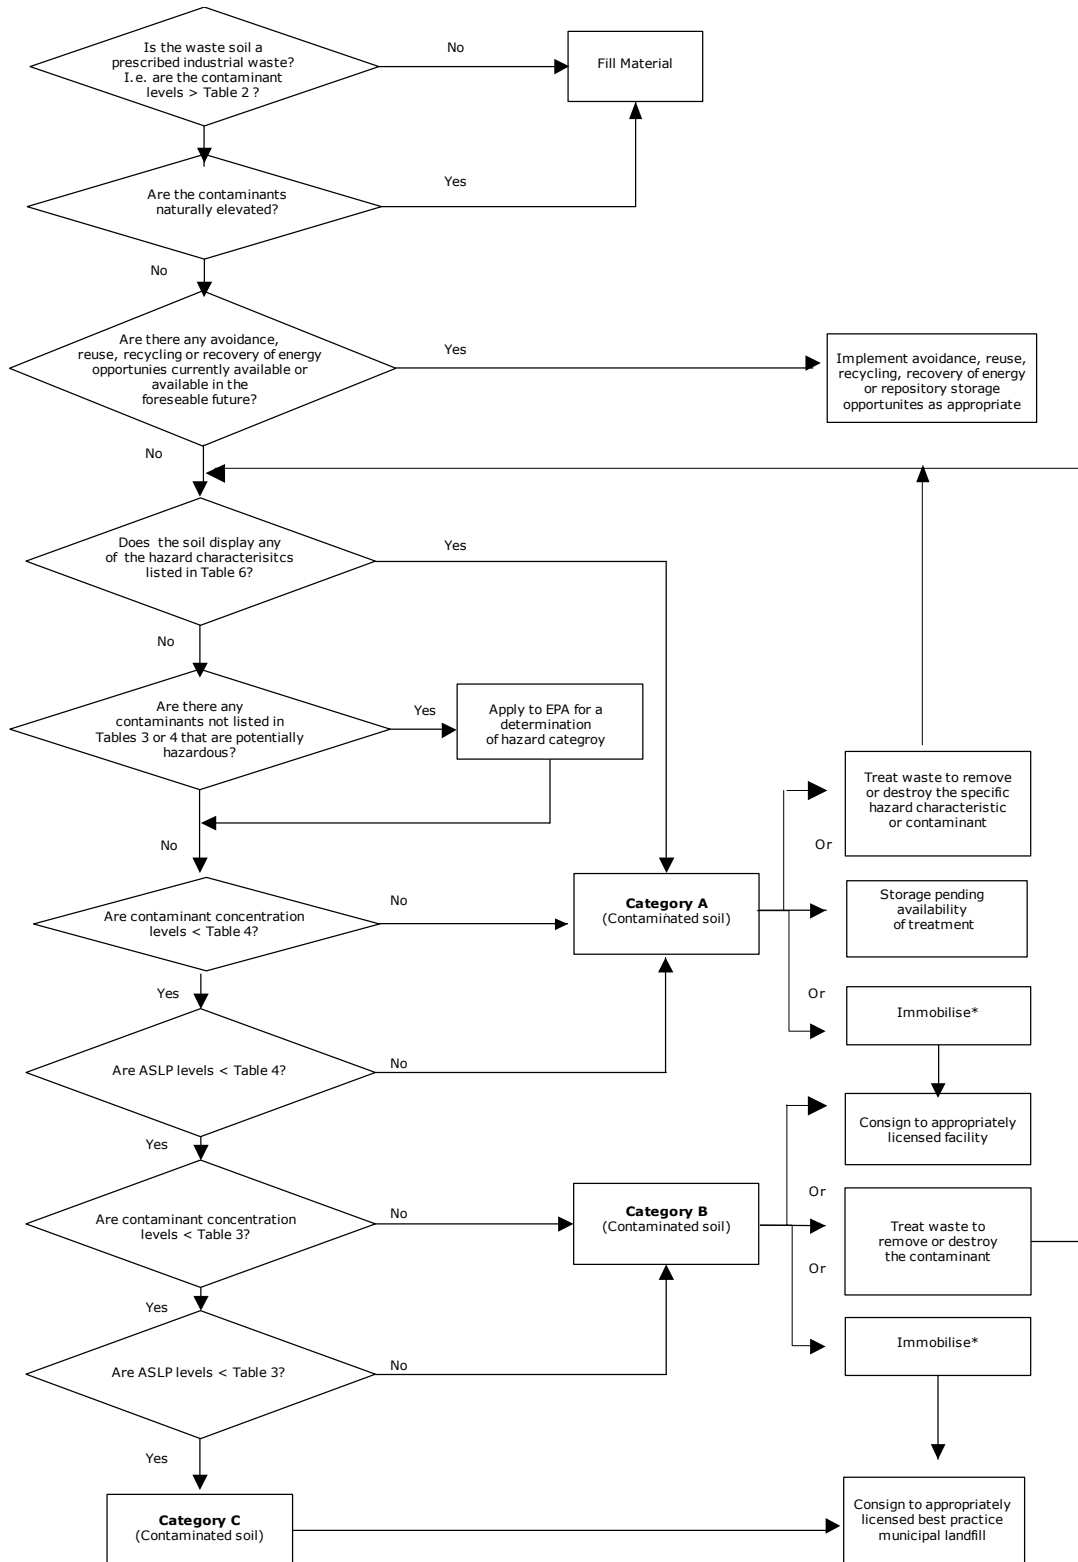 Is the waste soil a
prescribed industrial waste?
I.e. are the contaminant
levels > Table 2 ?
No
Fill Material
Are the contaminants
naturally elevated?
Yes
No
Are there any avoidance,
reuse, recycling or recovery of energy
opportunies currently available or
available in the
foreseable future?
Yes
Implement avoidance, reuse,
recycling, recovery of energy
or repository storage
opportunites as appropriate
No
Does the soil display any
of the hazard characterisitcs
listed in Table 6?
Yes
No
Are there any
contaminants not listed in
Tables 3 or 4 that are potentially
hazardous?
Yes
Apply to EPA for a
determination
of hazard categroy
No
Treat waste to remove
or destroy the specific
hazard characteristic
or contaminant
Or
Are contaminant concentration
levels < Table 4?
No
Category A
(Contaminated soil)
Storage pending
availability
of treatment
Yes
Or
Immobilise*
Are ASLP levels < Table 4?
No
Consign to appropriately
licensed facility
Yes
Are contaminant concentration
levels < Table 3?
No
Category B
(Contaminated soil)
Or
Treat waste to
remove or destroy
the contaminant
Or
Yes
Immobilise*
Are ASLP levels < Table 3?
No
Yes
Category C
(Contaminated soil)
Consign to appropriately
licensed best practice
municipal landfill